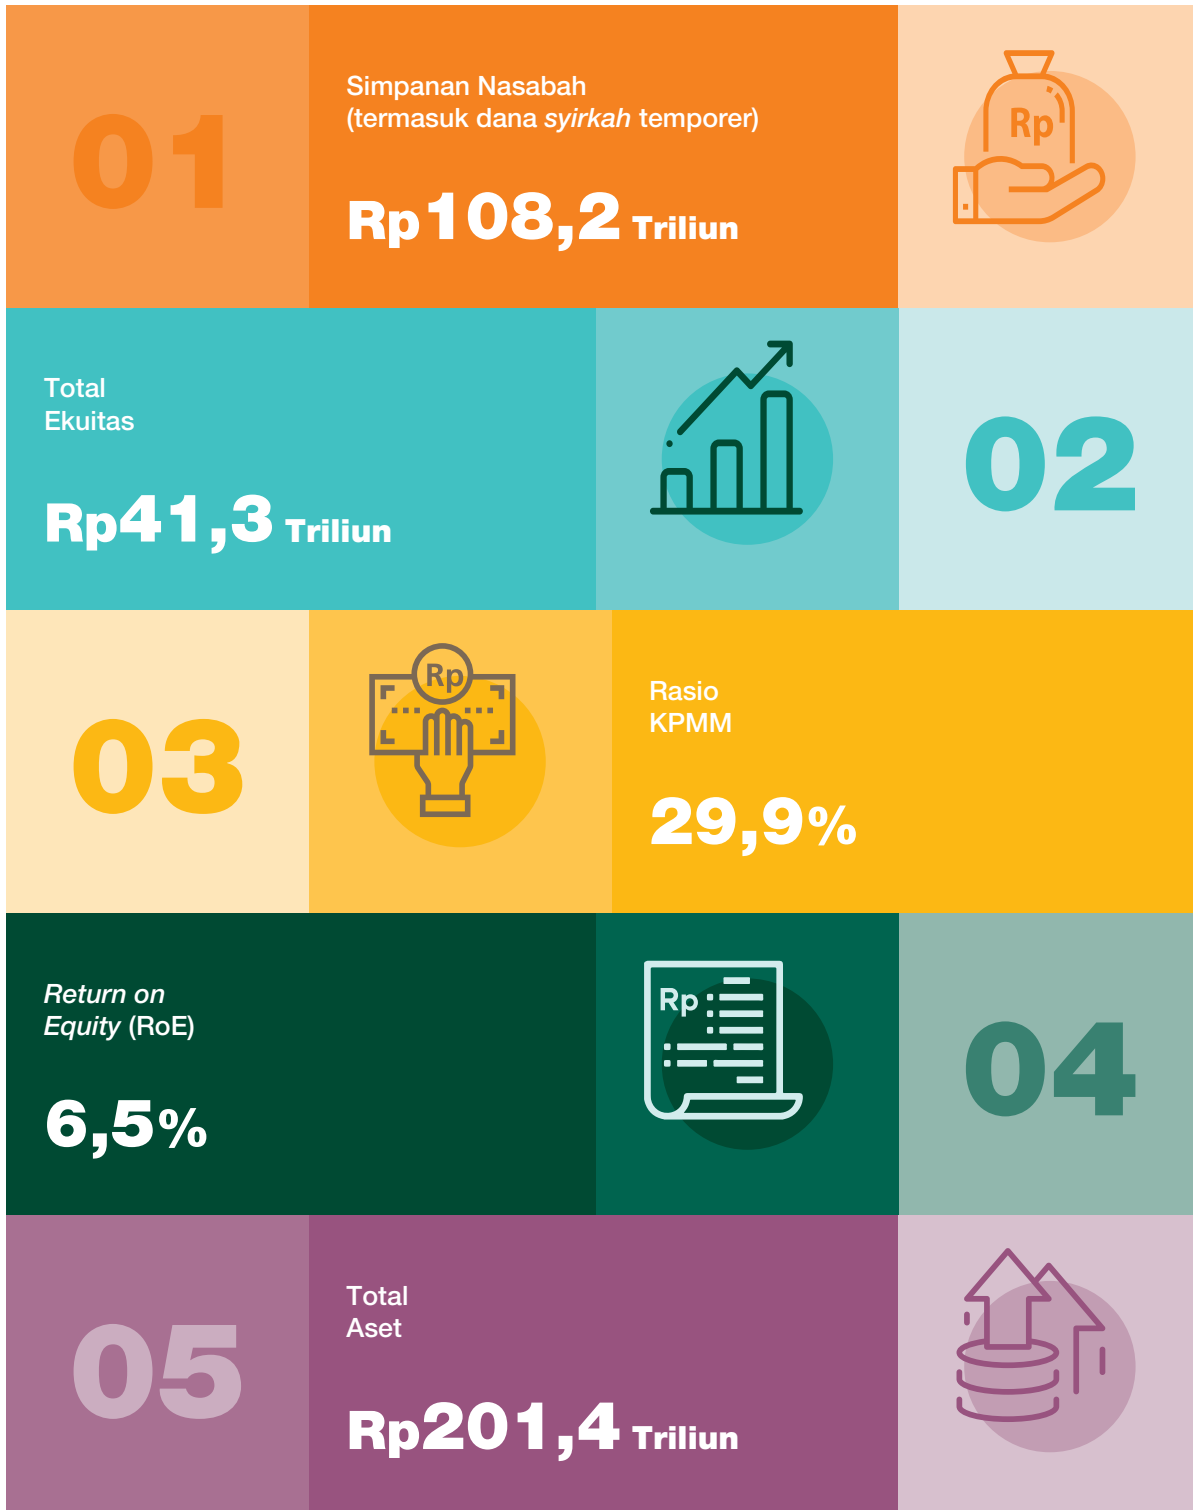 01
Simpanan Nasabah
(termasuk dana syirkah temporer)
Rp108,2 Triliun
Rp
Total
Ekuitas
Rp41,3 Triliun
02
03
Rp
Rasio
KPMM
29,9%
Return on
Equity (RoE)
6,5%
Rp
04
05
Total
Aset
Rp201,4 Triliun